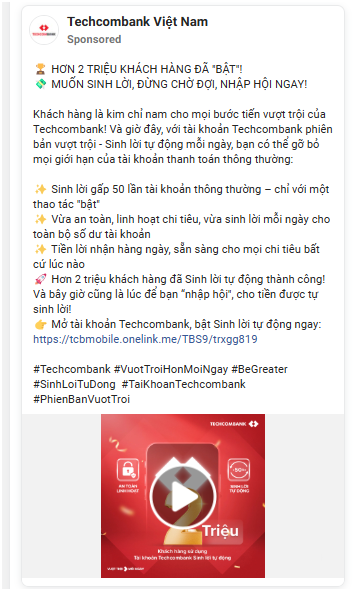 Techcombank Việt Nam
Sponsored
🏆 HƠN 2 TRIỆU KHÁCH HÀNG ĐÃ "BẬT"!
💸 MUỐN SINH LỜI, ĐỪNG CHỜ ĐỢI, NHẬP HỘI NGAY!
Khách hàng là kim chỉ nam cho mọi bước tiến vượt trội của
Techcombank! Và giờ đây, với tài khoản Techcombank phiên
bản vượt trội - Sinh lời tự động mỗi ngày, bạn có thể gỡ bỏ
mọi giới hạn của tài khoản thanh toán thông thường:
✨ Sinh lời gấp 50 lần tài khoản thông thường – chỉ với một
thao tác "bật"
✨ Vừa an toàn, linh hoạt chi tiêu, vừa sinh lời mỗi ngày cho
toàn bộ số dư tài khoản
✨ Tiền lời nhận hàng ngày, sẵn sàng cho mọi chi tiêu bất
cứ lúc nào
🚀 Hơn 2 triệu khách hàng đã Sinh lời tự động thành công!
Và bây giờ cũng là lúc để bạn "nhập hội", cho tiền được tự
sinh lời!
👉 Mở tài khoản Techcombank, bật Sinh lời tự động ngay:
https://tcbmobile.onelink.me/TBS9/trxgg819
#Techcombank #VuotTroiHonMoiNgay #BeGreater
#SinhLoiTuDong #TaiKhoanTechcombank
#PhienBanVuotTroi
TECHCOMBANK
AN TOÀN
LINH HOẠT
SINH LỜI
TỰ ĐỘNG
Triệu
Khách hàng sử dụng
Tài khoản Techcombank Sinh lời tự động
VƯỢT TRỘI HƠN MỖI NGÀY